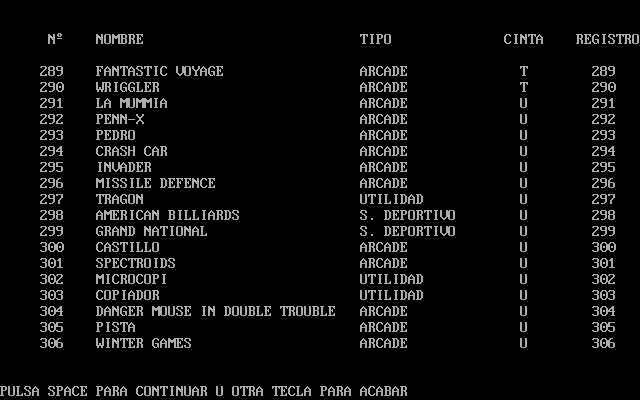 Nº NOMBRE TIPO CINTA REGISTRO
289 FANTASTIC VOYAGE ARCADE T 289
290 WRIGGLER ARCADE T 290
291 LA MUMMIA ARCADE U 291
292 PENN-X ARCADE U 292
293 PEDRO ARCADE U 293
294 CRASH CAR ARCADE U 294
295 INVADER ARCADE U 295
296 MISSILE DEFENCE ARCADE U 296
297 TRAGON UTILIDAD U 297
298 AMERICAN BILLIARDS S. DEPORTIVO U 298
299 GRAND NATIONAL S. DEPORTIVO U 299
300 CASTILLO ARCADE U 300
301 SPECTROIDS ARCADE U 301
302 MICROCOPI UTILIDAD U 302
303 COPIADOR UTILIDAD U 303
304 DANGER MOUSE IN DOUBLE TROUBLE ARCADE U 304
305 PISTA ARCADE U 305
306 WINTER GAMES ARCADE U 306
PULSA SPACE PARA CONTINUAR U OTRA TECLA PARA ACABAR